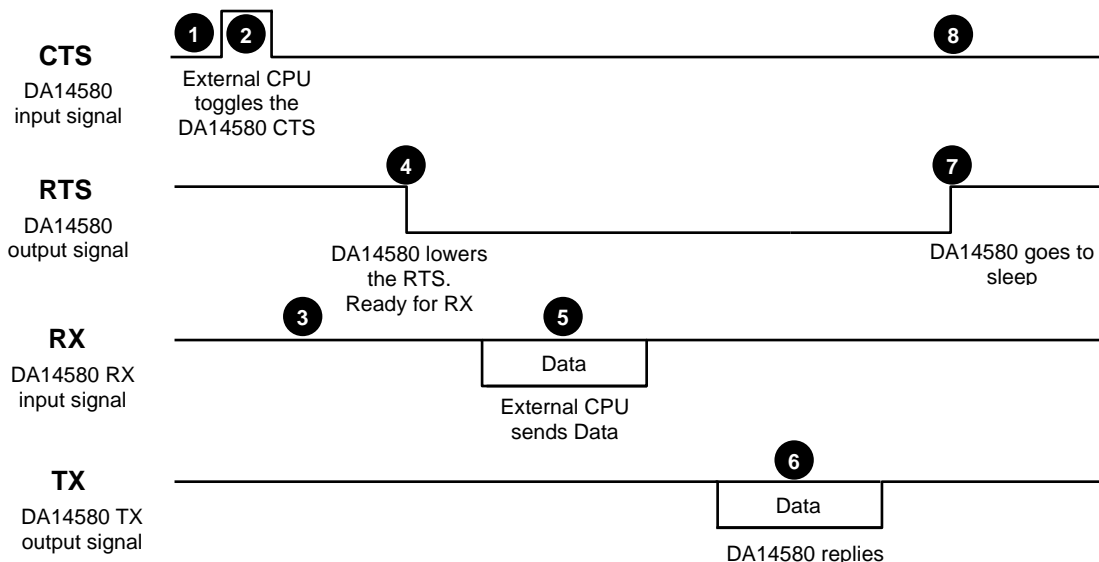 1
2
8
CTS
DA14580
input signal
External CPU
toggles the
DA14580 CTS
4
7
RTS
DA14580
output signal
DA14580 lowers
the RTS.
Ready for RX
DA14580 goes to
sleep
3
5
RX
DA14580 RX
input signal
Data
External CPU
sends Data
6
TX
DA14580 TX
output signal
Data
DA14580 replies